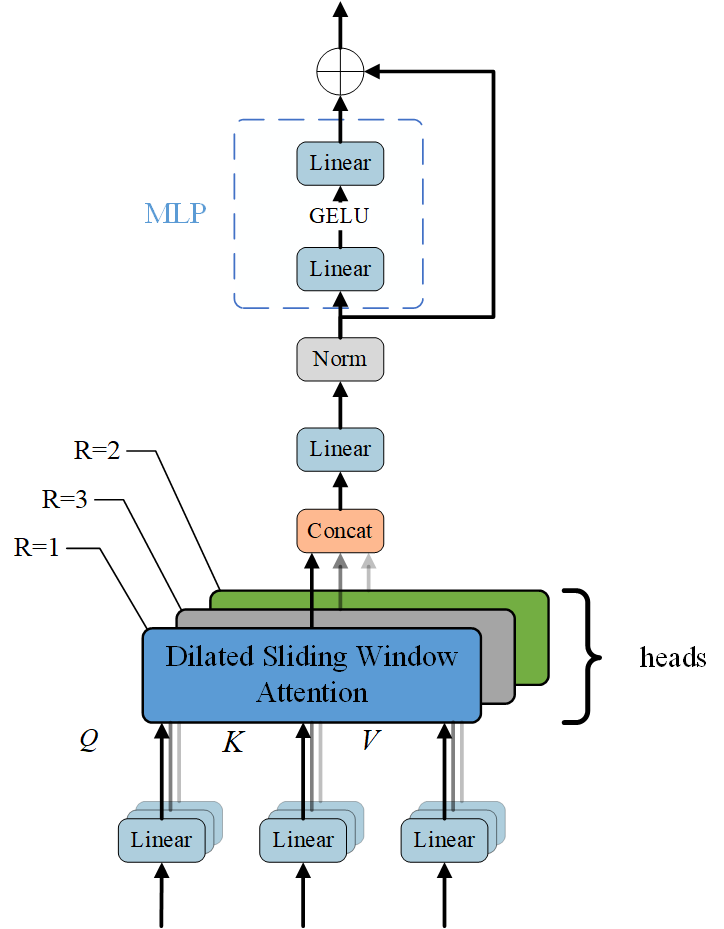 Linear
MLP
GELU
Linear
Norm
Linear
R=2
R=3
Concat
R=1
Dilated Sliding Window
Attention
heads
Q
K
V
Linear
Linear
Linear